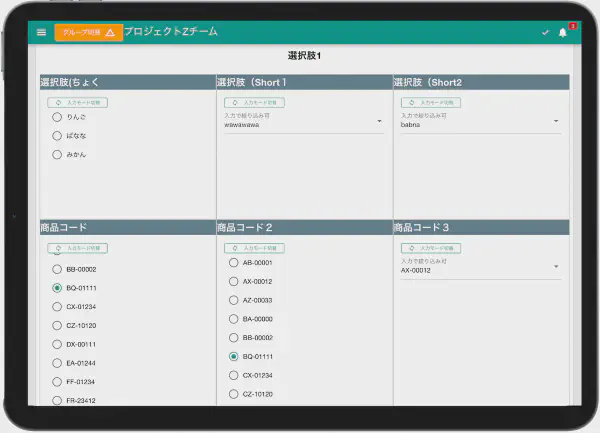 グループ切替
プロジェクトZチーム
3
選択肢1
選択肢(ちょく
選択肢（Short 1
選択肢（Short2
入力モード切替
入力モード切替
入力モード切替
りんご
ばなな
みかん
入力で絞り込み可
wawawawa
入力で絞り込み可
babna
商品コード
商品コード 2
商品コード 3
入力モード切替
入力モード切替
入力モード切替
BB-00002
BQ-01111
CX-01234
CZ-10120
DX-00111
EA-01244
FF-01234
FR-23412
AB-00001
AX-00012
AZ-00033
BA-00000
BB-00002
BQ-01111
CX-01234
CZ-10120
入力で絞り込み可
AX-00012